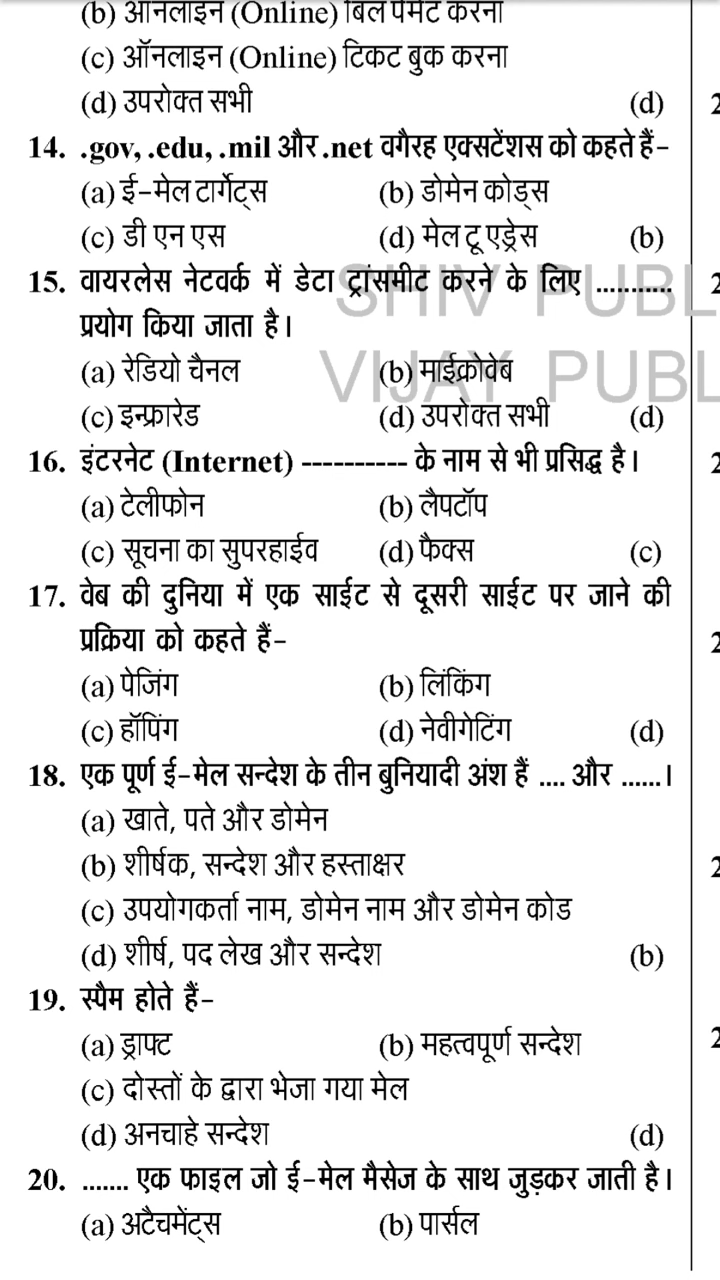 (b) ऑनलाइन (Online) बिल पेमेंट करना
(c) ऑनलाइन (Online) टिकट बुक करना
(d) उपरोक्त सभी (d)
14. .gov, .edu, .mil और .net वगैरह एक्सटेंशस को कहते हैं-
(a) ई-मेल टार्गेट्स (b) डोमेन कोड्स
(c) डी एन एस (d) मेल टू एड्रेस (b)
15. वायरलेस नेटवर्क में डेटा ट्रांसमीट करने के लिए ............
SHIV PUBL
प्रयोग किया जाता है।
(a) रेडियो चैनल (b) माईक्रोवेब
VIJAY PUBL
(c) इन्फ्रारेड (d) उपरोक्त सभी (d)
16. इंटरनेट (Internet) ---------- के नाम से भी प्रसिद्ध है।
(a) टेलीफोन (b) लैपटॉप
(c) सूचना का सुपरहाईव (d) फैक्स (c)
17. वेब की दुनिया में एक साईट से दूसरी साईट पर जाने की
प्रक्रिया को कहते हैं-
(a) पेजिंग (b) लिंकिंग
(c) हॉपिंग (d) नेवीगेटिंग (d)
18. एक पूर्ण ई-मेल सन्देश के तीन बुनियादी अंश हैं .... और ......।
(a) खाते, पते और डोमेन
(b) शीर्षक, सन्देश और हस्ताक्षर
(c) उपयोगकर्ता नाम, डोमेन नाम और डोमेन कोड
(d) शीर्ष, पद लेख और सन्देश (b)
19. स्पैम होते हैं-
(a) ड्राफ्ट (b) महत्वपूर्ण सन्देश
(c) दोस्तों के द्वारा भेजा गया मेल
(d) अनचाहे सन्देश (d)
20. ....... एक फाइल जो ई-मेल मैसेज के साथ जुड़कर जाती है।
(a) अटैचमेंट्स (b) पार्सल